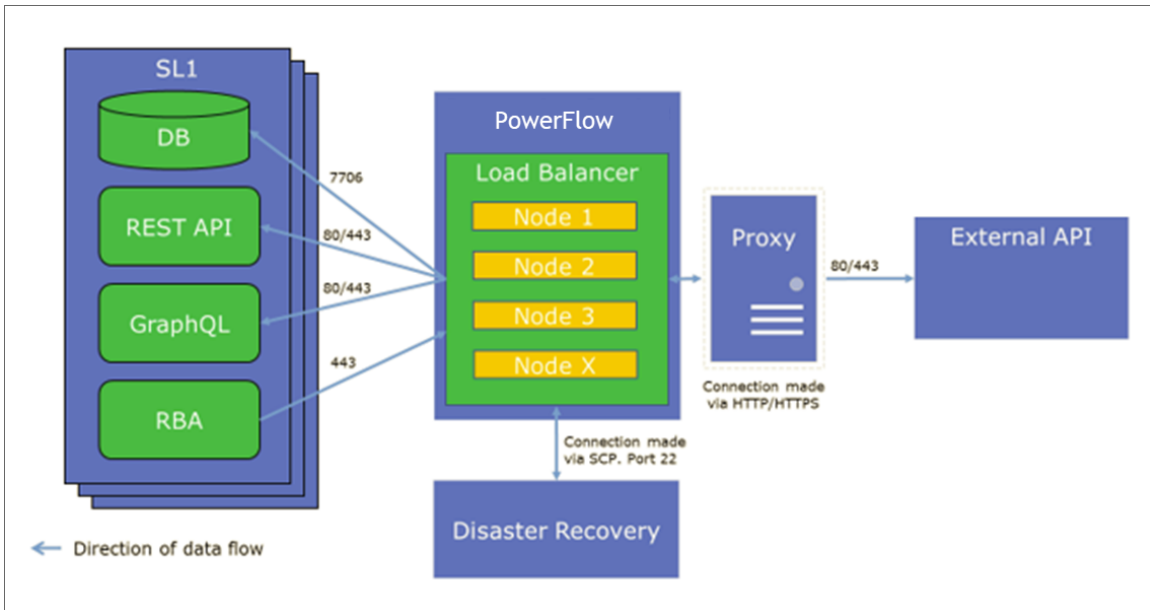 SL1
DB
REST API
GraphQL
RBA
7706
80/443
80/443
443
PowerFlow
Load Balancer
Node 1
Node 2
Node 3
Node X
Proxy
Connection made
via HTTP/HTTPS
80/443
External API
Connection made
via SCP. Port 22
Disaster Recovery
Direction of data flow